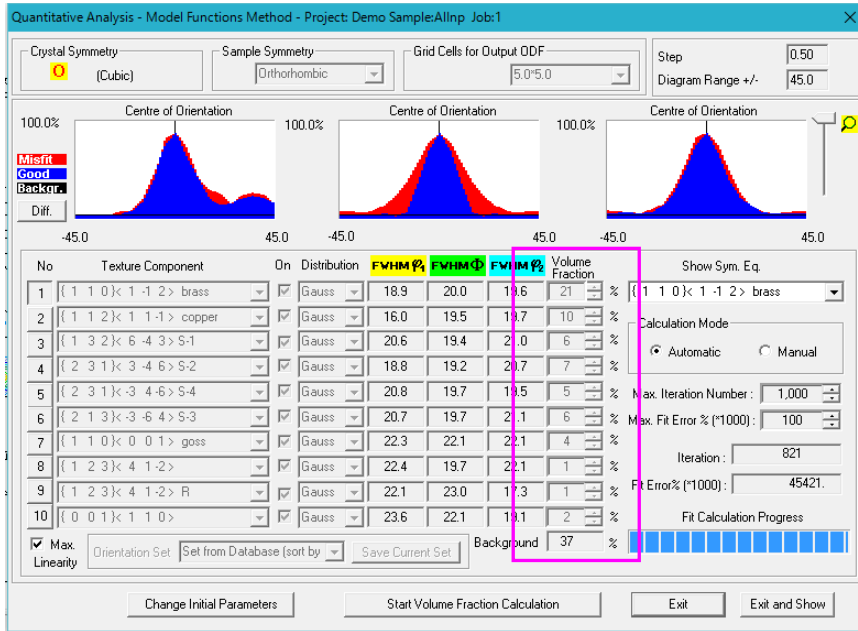 Quantitative Analysis - Model Functions Method - Project: Demo Sample:AllInp Job:1
Crystal Symmetry Sample Symmetry Grid Cells for Output ODF
O (Cubic) Orthorhombic 5.0*5.0
Step 0.50
Diagram Range +/- 45.0
Centre of Orientation Centre of Orientation Centre of Orientation
100.0% 100.0% 100.0%
Misfit
Good
Backgr.
Diff.
-45.0 45.0 -45.0 45.0 -45.0 45.0
No Texture Component On Distribution FWHM φ1 FWHM Φ FWHM φ2 Volume Fraction
1 { 1 1 0}< 1 -1 2> brass Gauss 18.9 20.0 19.6 21 %
2 { 1 1 2}< 1 1-1> copper Gauss 16.0 19.5 19.7 10 %
3 { 1 3 2}< 6 -4 3> S-1 Gauss 20.6 19.4 21.0 6 %
4 { 2 3 1}< 3 -4 6> S-2 Gauss 18.8 19.2 20.7 7 %
5 { 2 3 1}<-3 4-6> S-4 Gauss 20.8 19.7 19.5 5 %
6 { 2 1 3}<-3 -6 4> S-3 Gauss 20.7 19.7 21.1 6 %
7 { 1 1 0}< 0 0 1> goss Gauss 22.3 22.1 22.1 4 %
8 { 1 2 3}< 4 1-2> Gauss 22.4 19.7 22.1 1 %
9 { 1 2 3}< 4 1-2> R Gauss 22.1 23.0 17.3 1 %
10 { 0 0 1}< 1 1 0> Gauss 23.6 22.1 19.1 2 %
Background 37 %
Max. Linearity
Orientation Set Set from Database (sort by Save Current Set
Show Sym. Eq.
{ 1 1 0}< 1 -1 2> brass
Calculation Mode
Automatic Manual
Max. Iteration Number : 1,000
Max. Fit Error % (*1000) : 100
Iteration : 821
Fit Error% (*1000) : 45421.
Fit Calculation Progress
Change Initial Parameters Start Volume Fraction Calculation Exit Exit and Show